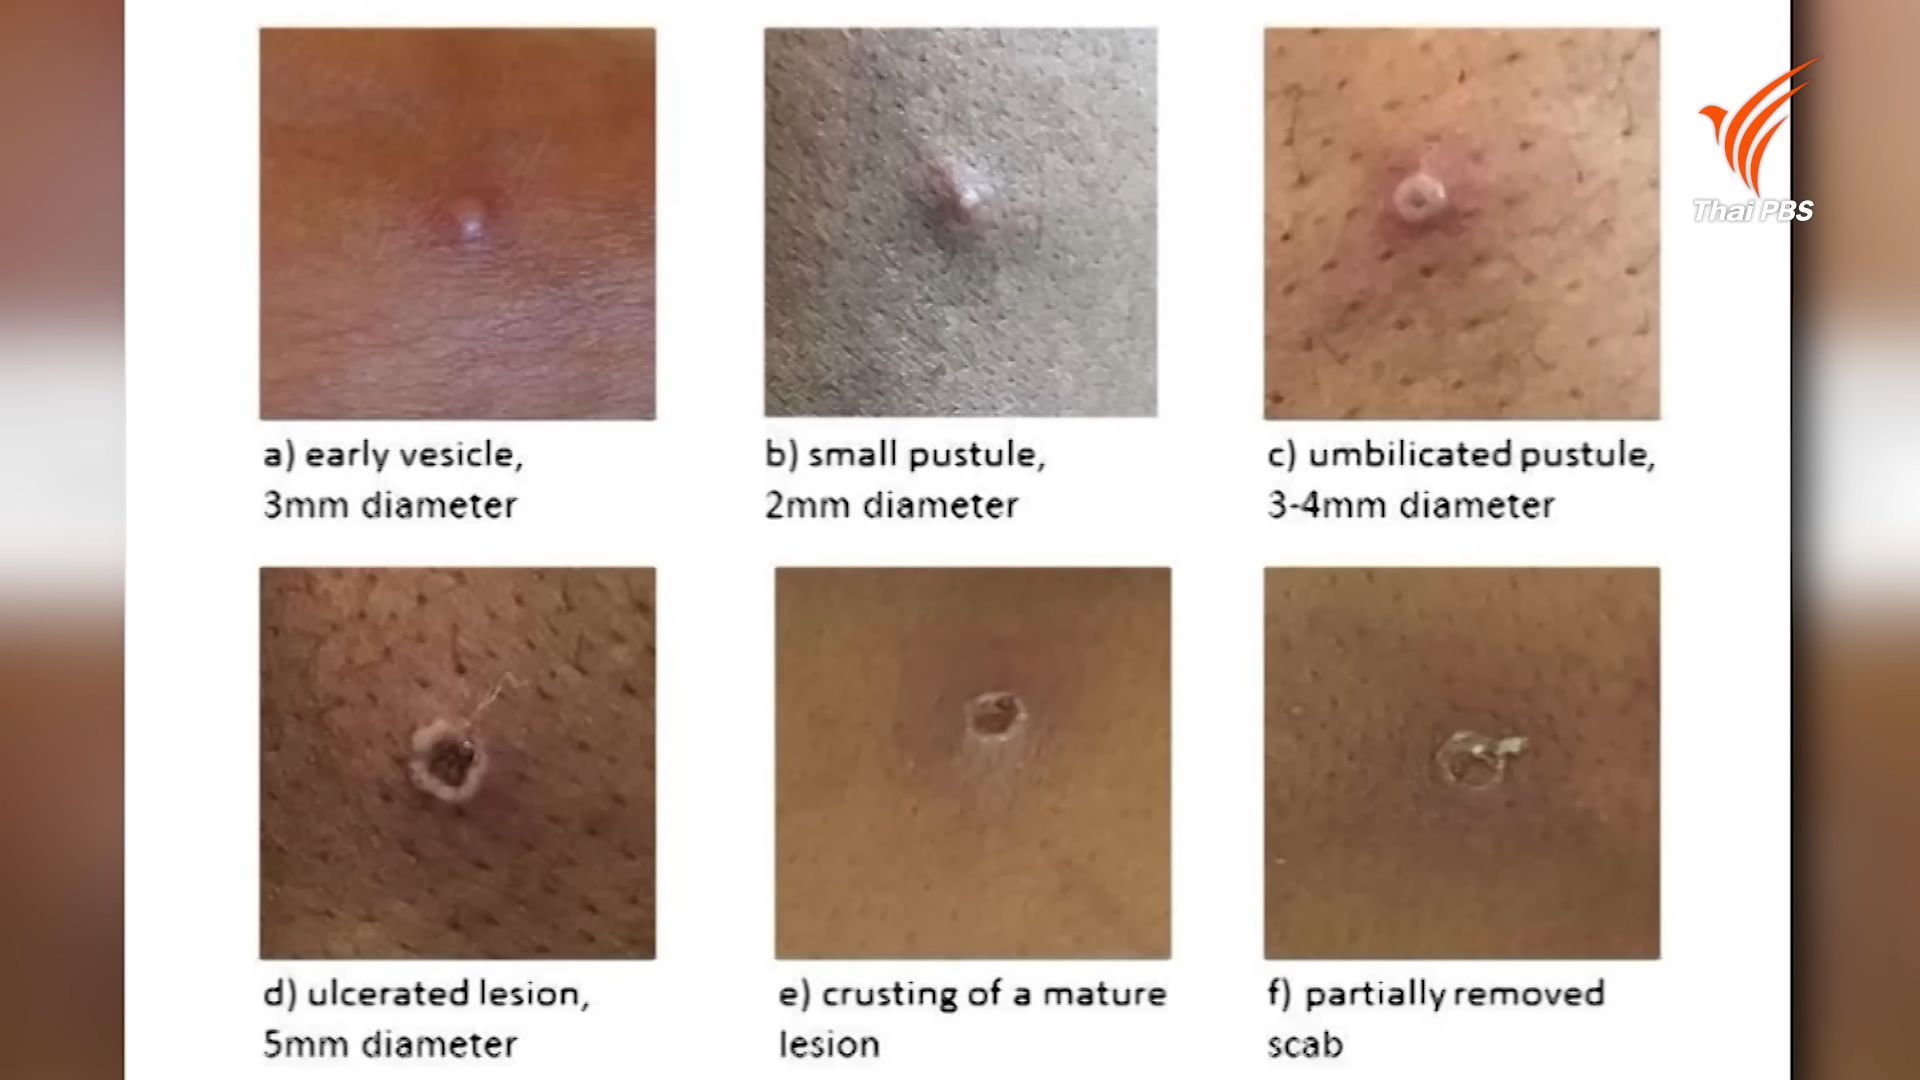 Thai PBS
a) early vesicle,
3mm diameter
b) small pustule,
2mm diameter
c) umbilicated pustule,
3-4mm diameter
d) ulcerated lesion,
5mm diameter
e) crusting of a mature
lesion
f) partially removed
scab